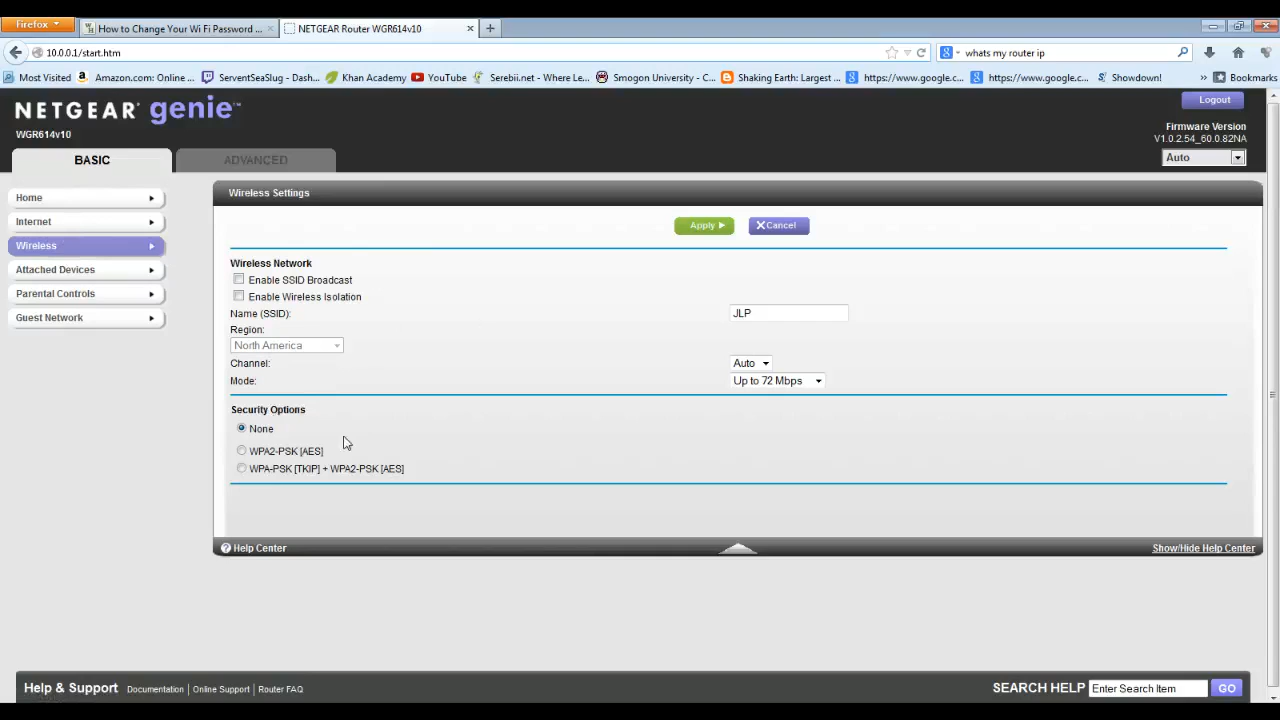 Firefox
How to Change Your Wi Fi Password ...
NETGEAR Router WGR614v10
10.0.0.1/start.htm
whats my router ip
Most Visited
Amazon.com: Online ...
ServentSeaSlug - Dash...
Khan Academy
YouTube
Serebii.net - Where Le...
Smogon University - C...
Shaking Earth: Largest ...
https://www.google.c...
https://www.google.c...
Showdown!
Bookmarks
NETGEAR genie
WGR614v10
Logout
Firmware Version
V1.0.2.54_60.0.82NA
Auto
BASIC
ADVANCED
Home
Internet
Wireless
Attached Devices
Parental Controls
Guest Network
Wireless Settings
Apply
Cancel
Wireless Network
Enable SSID Broadcast
Enable Wireless Isolation
Name (SSID):
JLP
Region:
North America
Channel:
Auto
Mode:
Up to 72 Mbps
Security Options
None
WPA2-PSK [AES]
WPA-PSK [TKIP] + WPA2-PSK [AES]
Help Center
Show/Hide Help Center
Help & Support
Documentation | Online Support | Router FAQ
SEARCH HELP
Enter Search Item
GO